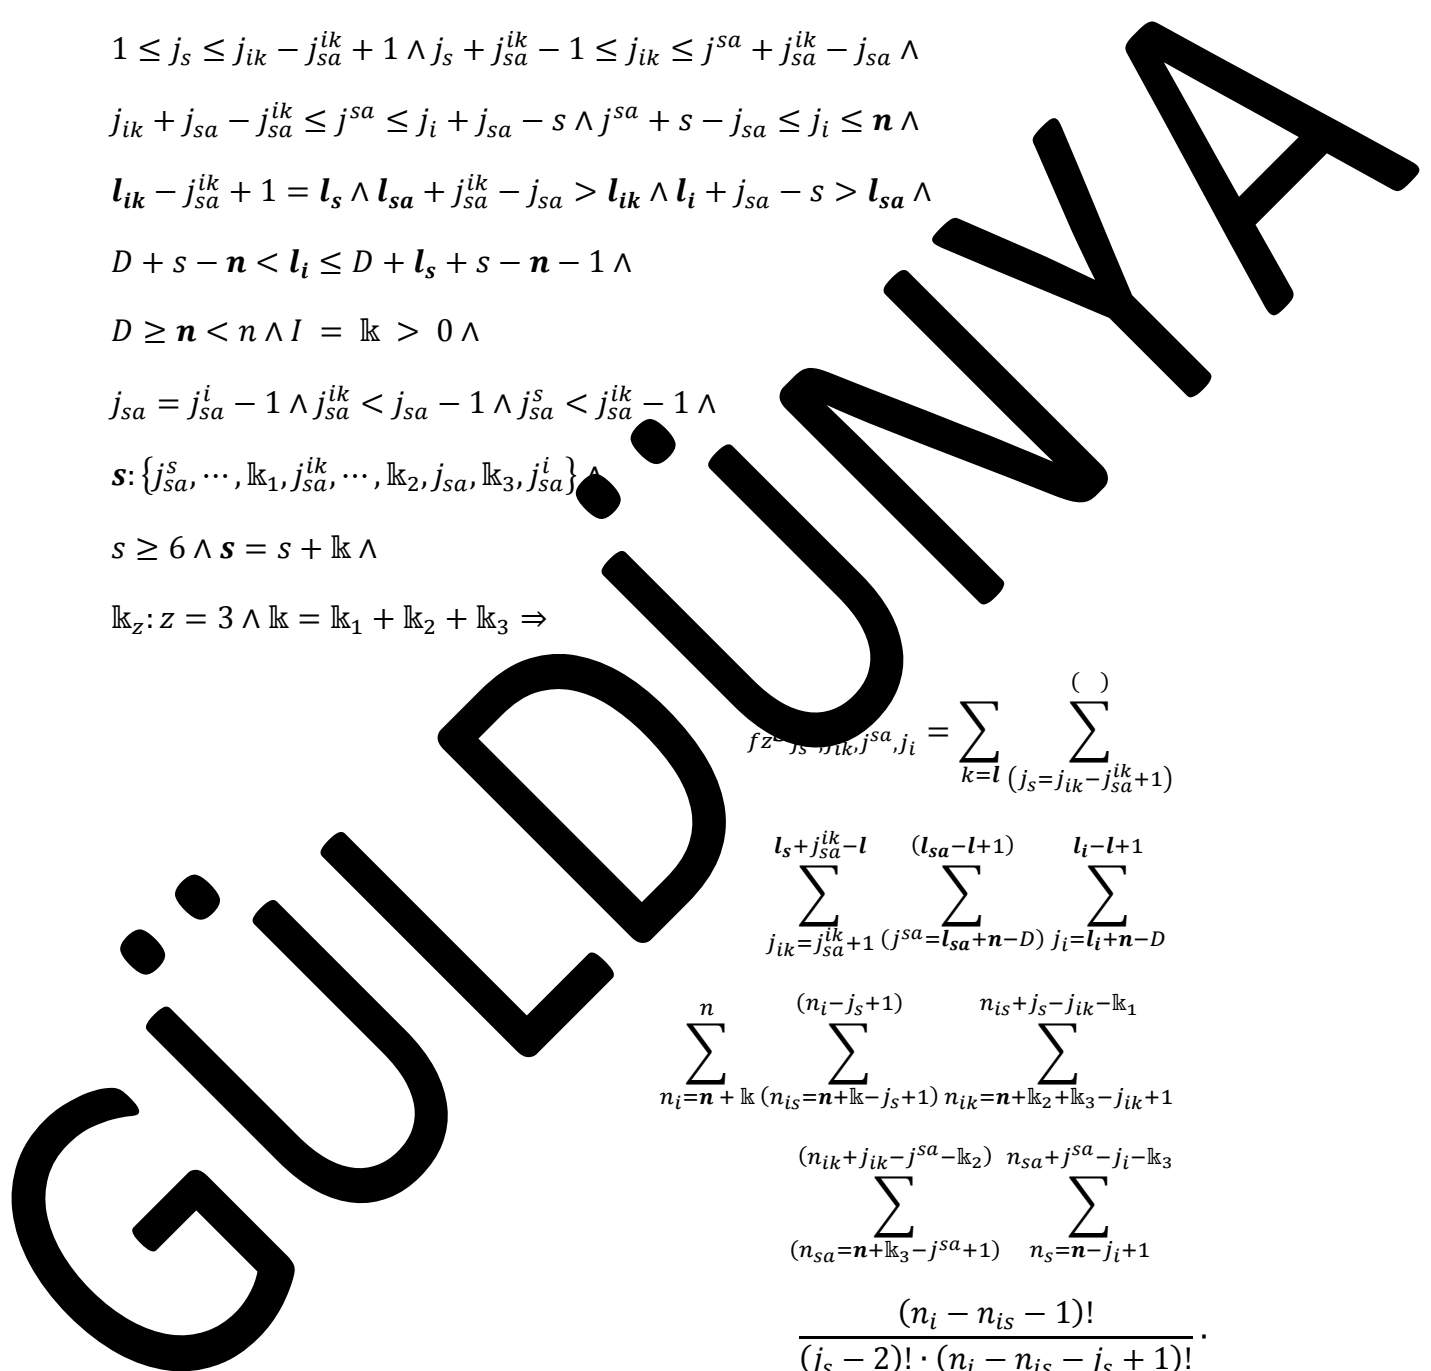 1 ≤ j_s ≤ j_{ik} − j_{sa}^{ik} + 1 ∧ j_s + j_{sa}^{ik} − 1 ≤ j_{ik} ≤ j^{sa} + j_{sa}^{ik} − j_{sa} ∧
j_{ik} + j_{sa} − j_{sa}^{ik} ≤ j^{sa} ≤ j_i + j_{sa} − s ∧ j^{sa} + s − j_{sa} ≤ j_i ≤ n ∧
l_{ik} − j_{sa}^{ik} + 1 = l_s ∧ l_{sa} + j_{sa}^{ik} − j_{sa} > l_{ik} ∧ l_i + j_{sa} − s > l_{sa} ∧
D + s − n < l_i ≤ D + l_s + s − n − 1 ∧
D ≥ n < n ∧ I = 𝕜 > 0 ∧
j_{sa} = j_{sa}^i − 1 ∧ j_{sa}^{ik} < j_{sa} − 1 ∧ j_{sa}^s < j_{sa}^{ik} − 1 ∧
s: {j_{sa}^s, ⋯, 𝕜_1, j_{sa}^{ik}, ⋯, 𝕜_2, j_{sa}, 𝕜_3, j_{sa}^i} ∧
s ≥ 6 ∧ s = s + 𝕜 ∧
𝕜_z: z = 3 ∧ 𝕜 = 𝕜_1 + 𝕜_2 + 𝕜_3 ⇒
j_{ik}, j^{sa}, j_i = ∑_{k=l} ∑_{(j_s=j_{ik}−j_{sa}^{ik}+1)}^{( )}
∑_{j_{ik}=j_{sa}^{ik}+1}^{l_s+j_{sa}^{ik}−l} ∑_{(j^{sa}=l_{sa}+n−D)}^{(l_{sa}−l+1)} ∑_{j_i=l_i+n−D}^{l_i−l+1}
∑_{n_i=n+𝕜}^{n} ∑_{(n_{is}=n+𝕜−j_s+1)}^{(n_i−j_s+1)} ∑_{n_{ik}=n+𝕜_2+𝕜_3−j_{ik}+1}^{n_{is}+j_s−j_{ik}−𝕜_1}
∑_{(n_{sa}=n+𝕜_3−j^{sa}+1)}^{(n_{ik}+j_{ik}−j^{sa}−𝕜_2)} ∑_{n_s=n−j_i+1}^{n_{sa}+j^{sa}−j_i−𝕜_3}
(n_i − n_{is} − 1)!
(j_s − 2)! · (n_i − n_{is} − j_s + 1)! ·
GÜLDÜNYA